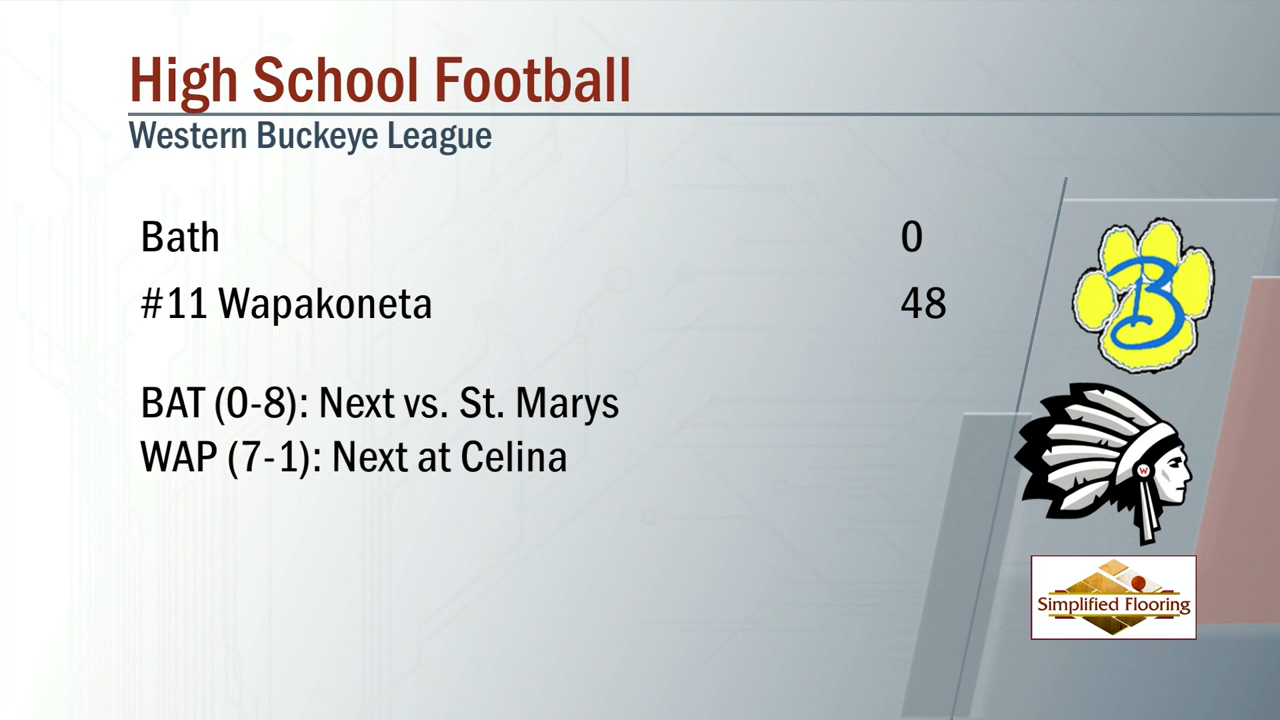 High School Football
Western Buckeye League
Bath 0
#11 Wapakoneta 48
BAT (0-8): Next vs. St. Marys
WAP (7-1): Next at Celina
B
W
Simplified Flooring